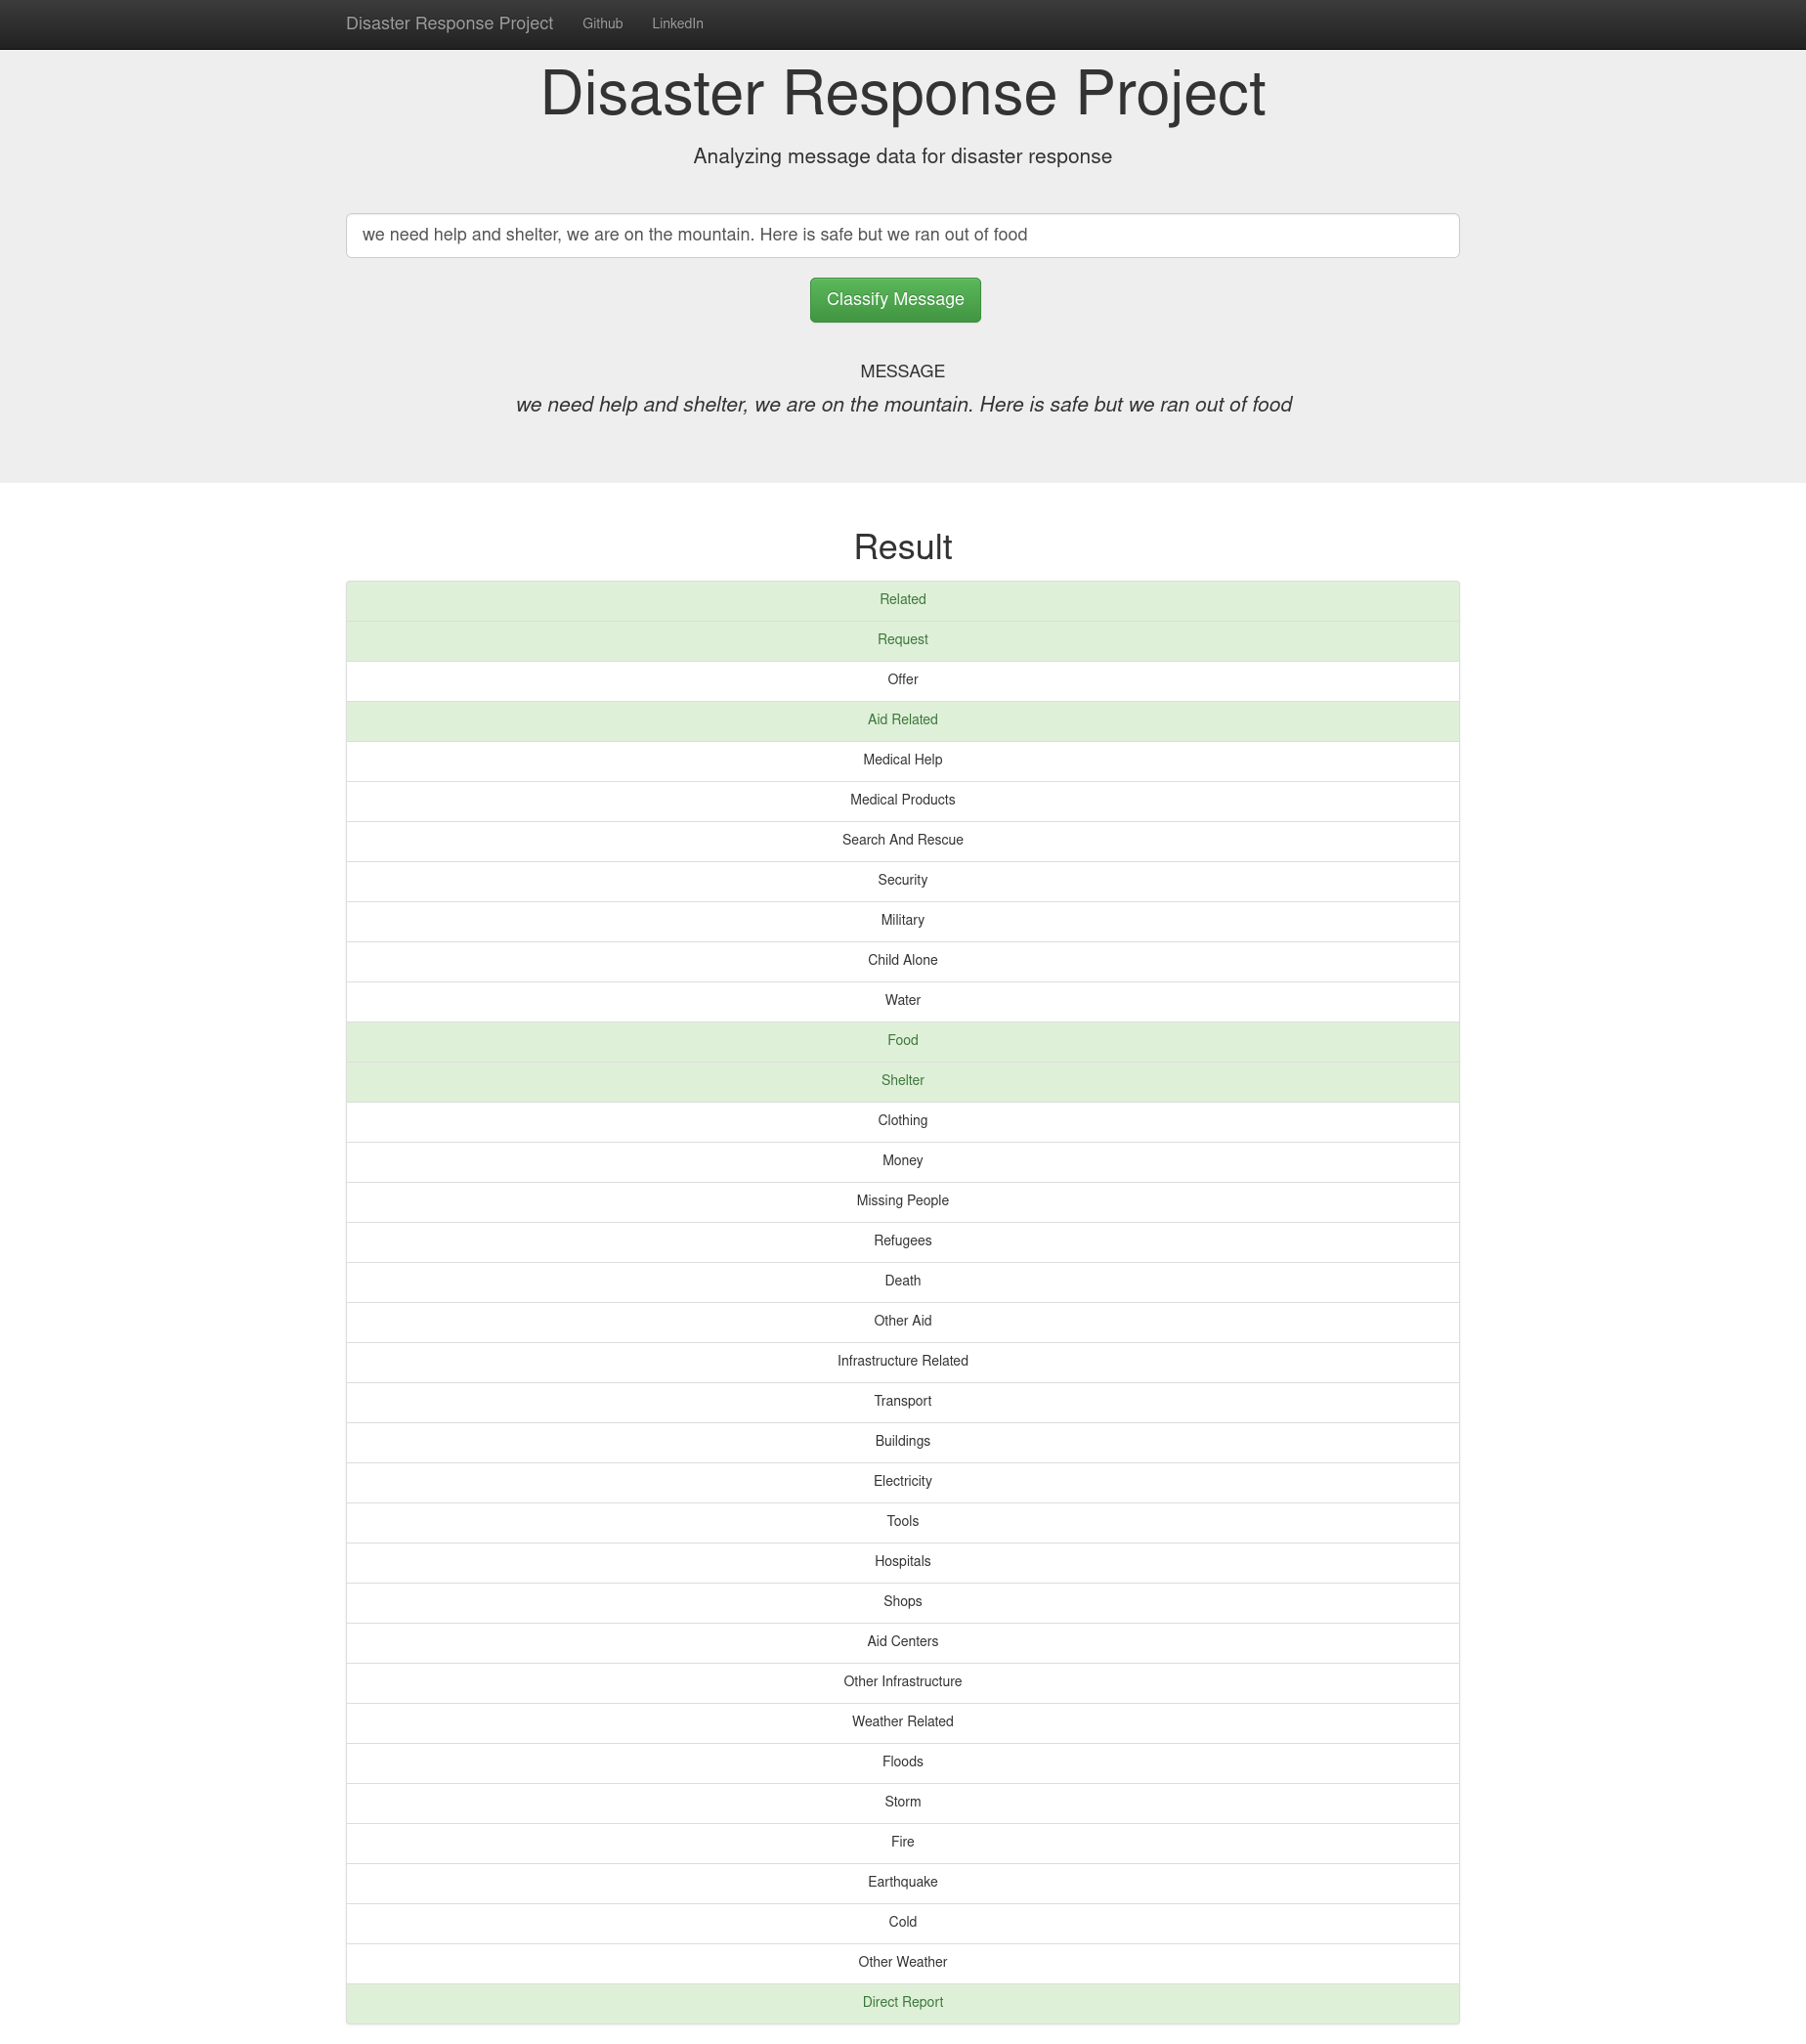 Disaster Response Project Github LinkedIn
Disaster Response Project
Analyzing message data for disaster response
we need help and shelter, we are on the mountain. Here is safe but we ran out of food
Classify Message
MESSAGE
we need help and shelter, we are on the mountain. Here is safe but we ran out of food
Result
Related
Request
Offer
Aid Related
Medical Help
Medical Products
Search And Rescue
Security
Military
Child Alone
Water
Food
Shelter
Clothing
Money
Missing People
Refugees
Death
Other Aid
Infrastructure Related
Transport
Buildings
Electricity
Tools
Hospitals
Shops
Aid Centers
Other Infrastructure
Weather Related
Floods
Storm
Fire
Earthquake
Cold
Other Weather
Direct Report